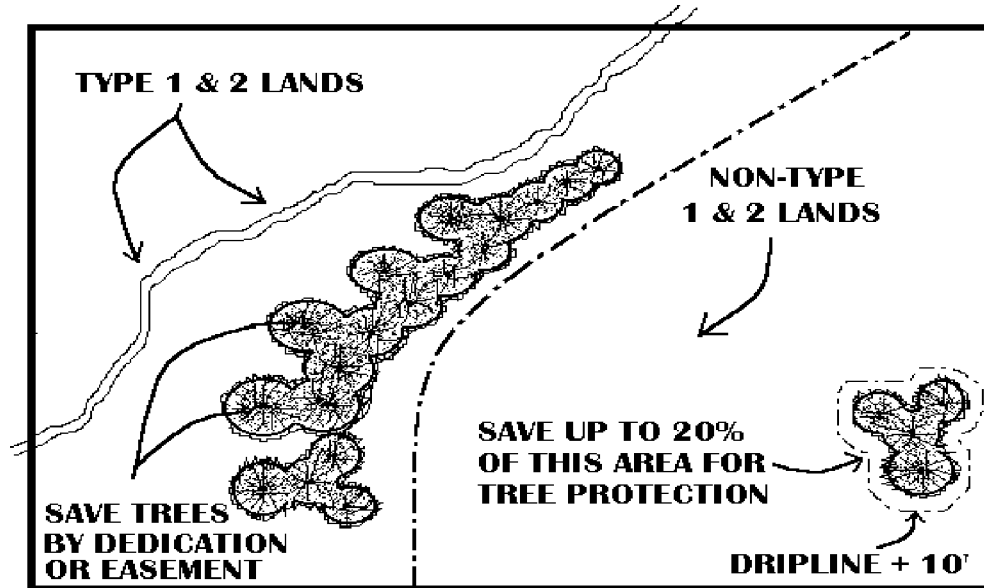 TYPE 1 & 2 LANDS
NON-TYPE
1 & 2 LANDS
SAVE UP TO 20%
OF THIS AREA FOR
TREE PROTECTION
SAVE TREES
BY DEDICATION
OR EASEMENT
DRIPLINE + 10'